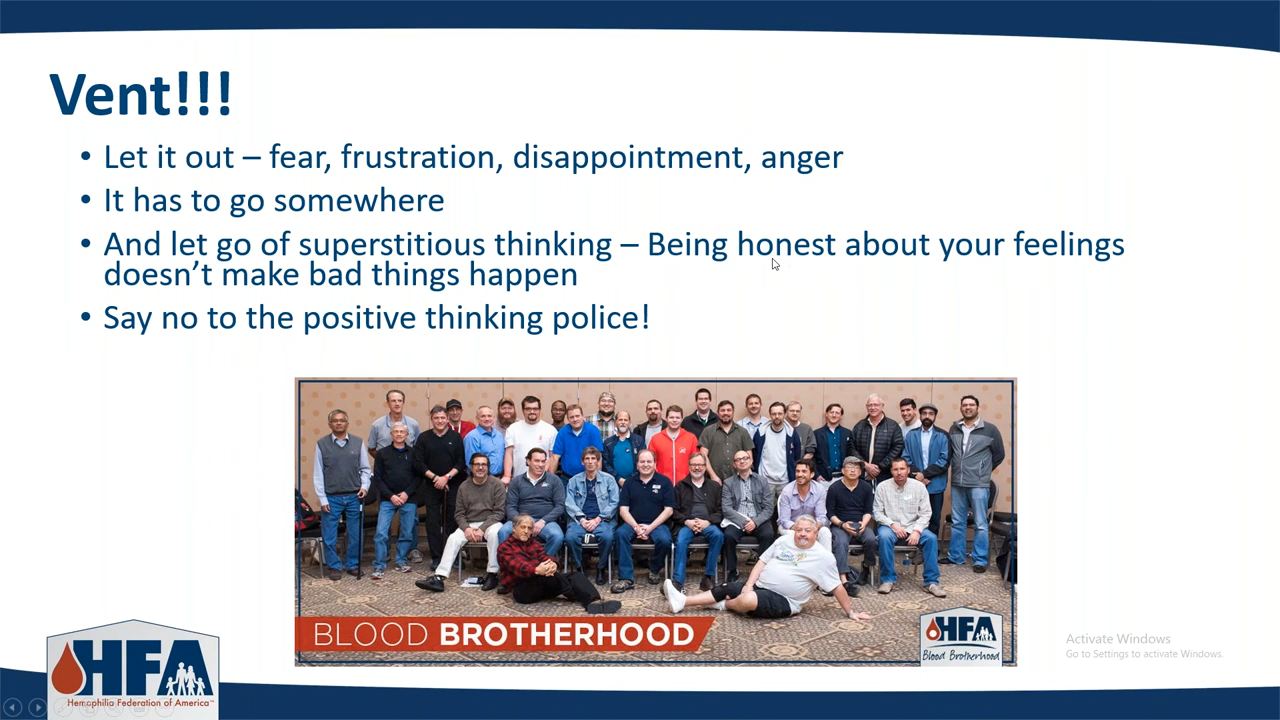 Vent!!!
• Let it out – fear, frustration, disappointment, anger
• It has to go somewhere
• And let go of superstitious thinking – Being honest about your feelings
doesn’t make bad things happen
• Say no to the positive thinking police!
BLOOD BROTHERHOOD
HFA
Blood Brotherhood
Activate Windows
Go to Settings to activate Windows.
HFA
Hemophilia Federation of America™